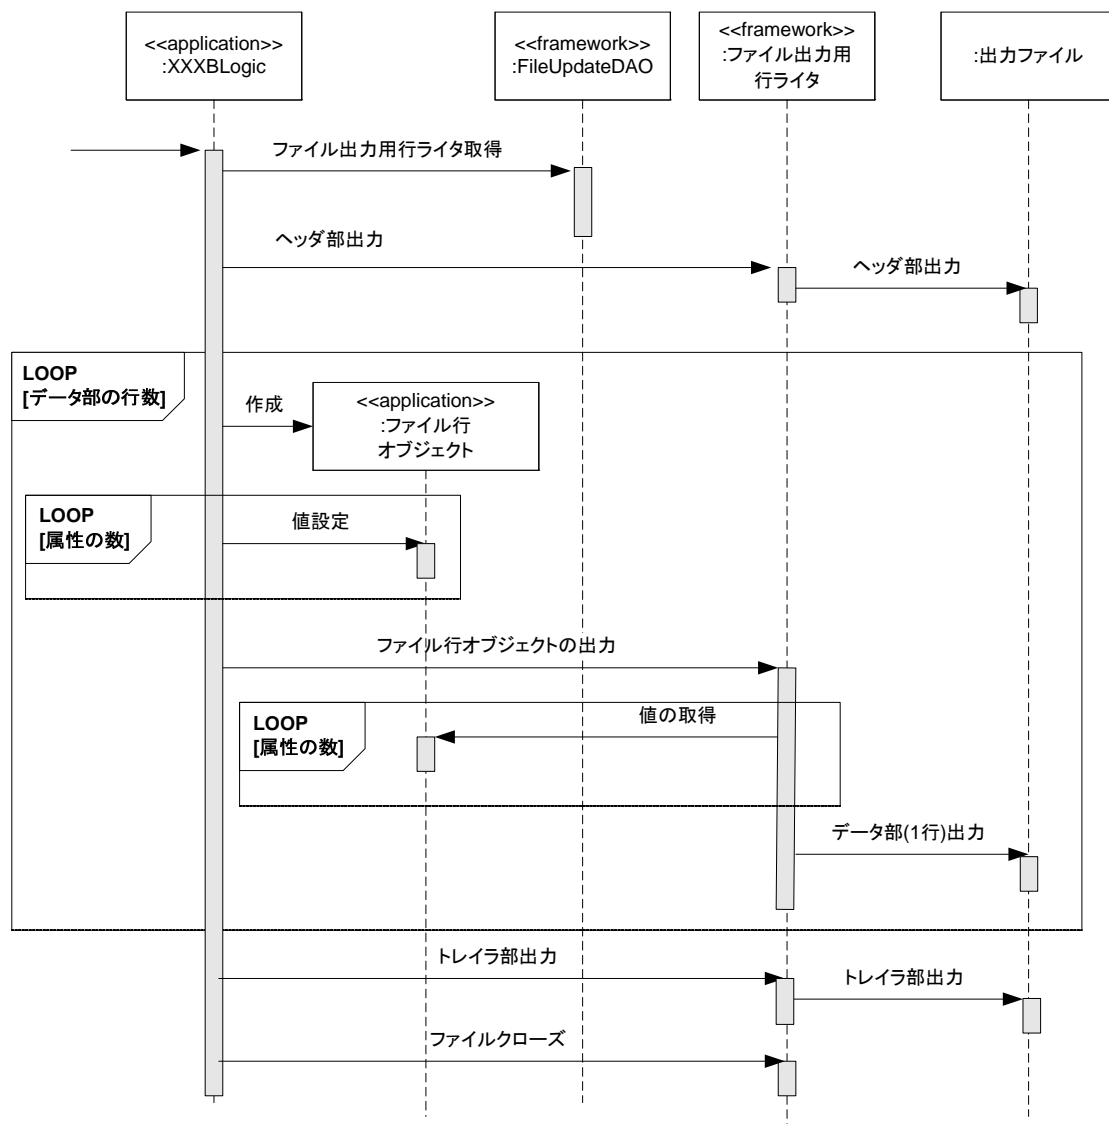 <<application>>
:XXXBLogic
<<framework>>
:FileUpdateDAO
<<framework>>
:ファイル出力用
行ライタ
:出力ファイル
ファイル出力用行ライタ取得
ヘッダ部出力
ヘッダ部出力
LOOP
[データ部の行数]
作成
<<application>>
:ファイル行
オブジェクト
LOOP
[属性の数]
値設定
ファイル行オブジェクトの出力
LOOP
[属性の数]
値の取得
データ部(1行)出力
トレイラ部出力
トレイラ部出力
ファイルクローズ